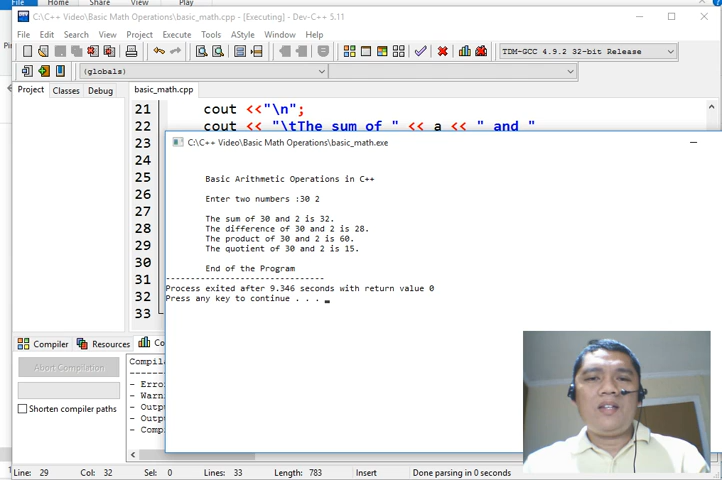 File Home Share View Play
C:\C++ Video\Basic Math Operations\basic_math.cpp - [Executing] - Dev-C++ 5.11
File Edit Search View Project Execute Tools AStyle Window Help
TDM-GCC 4.9.2 32-bit Release
(globals)
Project Classes Debug
basic_math.cpp
21 cout <<"\n";
22 cout << "\tThe sum of " << a << " and "
23
24
25
26
27
28
29
30
31
32
33
C:\C++ Video\Basic Math Operations\basic_math.exe
Basic Arithmetic Operations in C++
Enter two numbers :30 2
The sum of 30 and 2 is 32.
The difference of 30 and 2 is 28.
The product of 30 and 2 is 60.
The quotient of 30 and 2 is 15.
End of the Program
--------------------------------
Process exited after 9.346 seconds with return value 0
Press any key to continue . . .
Compiler Resources
Abort Compilation
Shorten compiler paths
Line: 29 Col: 32 Sel: 0 Lines: 33 Length: 783 Insert Done parsing in 0 seconds